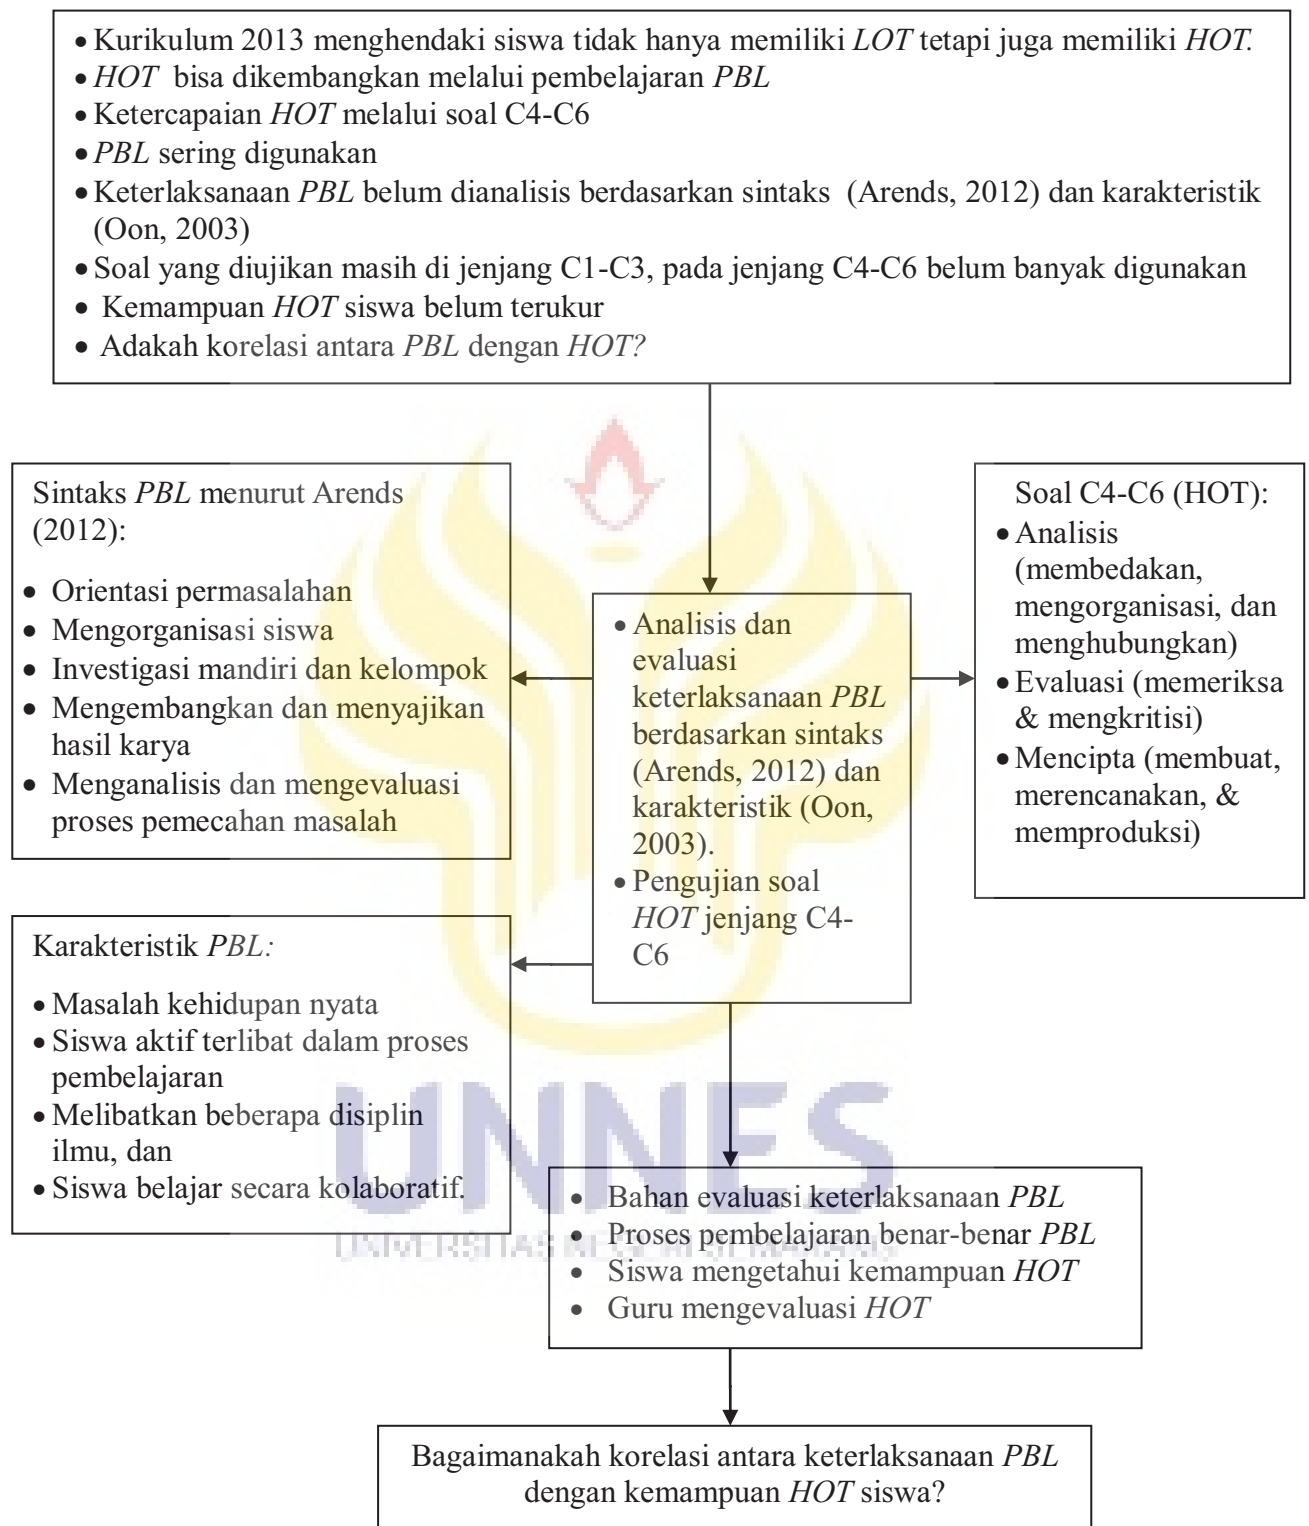 • Kurikulum 2013 menghendaki siswa tidak hanya memiliki LOT tetapi juga memiliki HOT.
• HOT bisa dikembangkan melalui pembelajaran PBL
• Ketercapaian HOT melalui soal C4-C6
• PBL sering digunakan
• Keterlaksanaan PBL belum dianalisis berdasarkan sintaks (Arends, 2012) dan karakteristik
(Oon, 2003)
• Soal yang diujikan masih di jenjang C1-C3, pada jenjang C4-C6 belum banyak digunakan
• Kemampuan HOT siswa belum terukur
• Adakah korelasi antara PBL dengan HOT?
Sintaks PBL menurut Arends
(2012):
• Orientasi permasalahan
• Mengorganisasi siswa
• Investigasi mandiri dan kelompok
• Mengembangkan dan menyajikan
hasil karya
• Menganalisis dan mengevaluasi
proses pemecahan masalah
• Analisis dan
evaluasi
keterlaksanaan PBL
berdasarkan sintaks
(Arends, 2012) dan
karakteristik (Oon,
2003).
• Pengujian soal
HOT jenjang C4-
C6
Soal C4-C6 (HOT):
• Analisis
(membedakan,
mengorganisasi, dan
menghubungkan)
• Evaluasi (memeriksa
& mengkritisi)
• Mencipta (membuat,
merencanakan, &
memproduksi)
Karakteristik PBL:
• Masalah kehidupan nyata
• Siswa aktif terlibat dalam proses
pembelajaran
• Melibatkan beberapa disiplin
ilmu, dan
• Siswa belajar secara kolaboratif.
UNNES
UNIVERSITAS NEGERI SEMARANG
• Bahan evaluasi keterlaksanaan PBL
• Proses pembelajaran benar-benar PBL
• Siswa mengetahui kemampuan HOT
• Guru mengevaluasi HOT
Bagaimanakah korelasi antara keterlaksanaan PBL
dengan kemampuan HOT siswa?